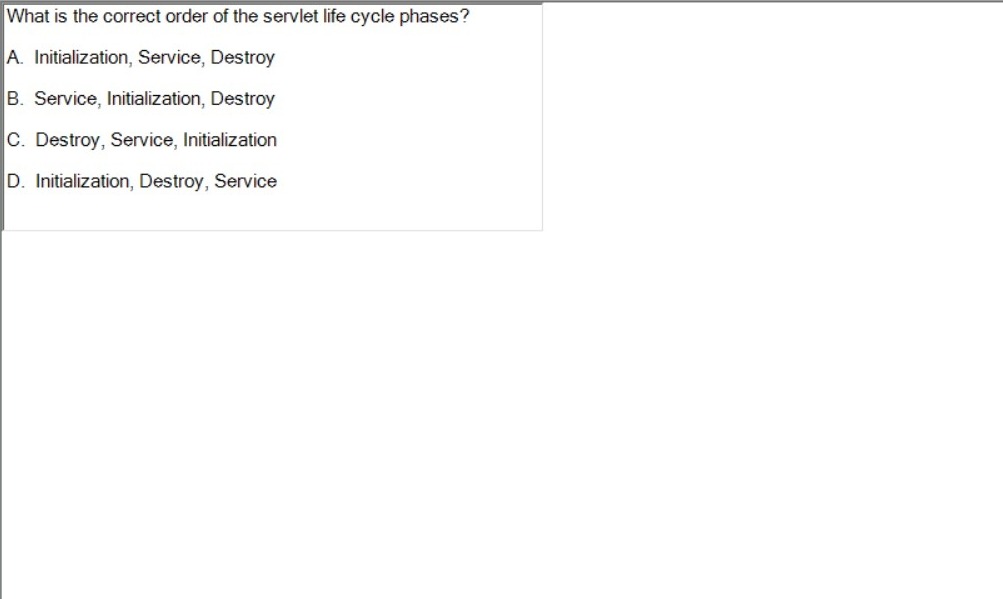 What is the correct order of the servlet life cycle phases?
A. Initialization, Service, Destroy
B. Service, Initialization, Destroy
C. Destroy, Service, Initialization
D. Initialization, Destroy, Service